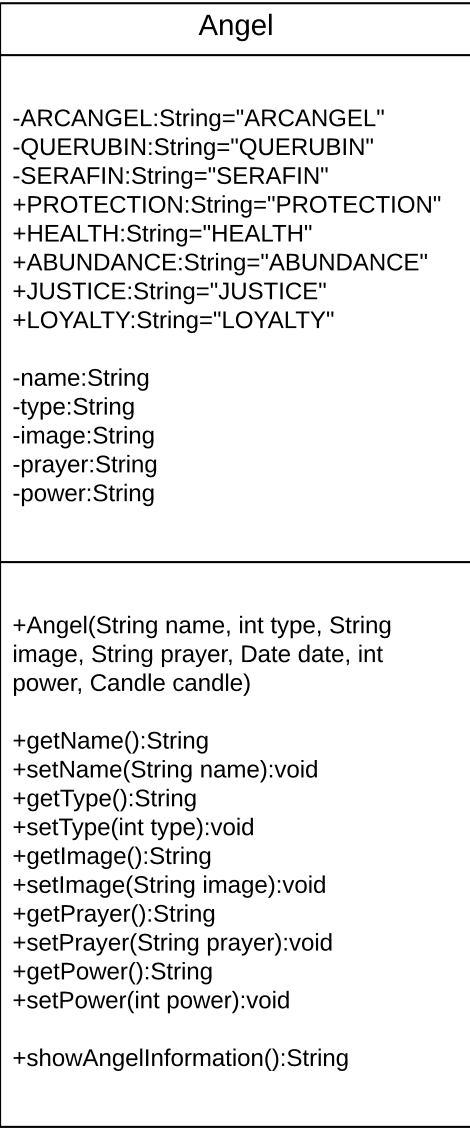 Angel
-ARCANGEL:String="ARCANGEL"
-QUERUBIN:String="QUERUBIN"
-SERAFIN:String="SERAFIN"
+PROTECTION:String="PROTECTION"
+HEALTH:String="HEALTH"
+ABUNDANCE:String="ABUNDANCE"
+JUSTICE:String="JUSTICE"
+LOYALTY:String="LOYALTY"
-name:String
-type:String
-image:String
-prayer:String
-power:String
+Angel(String name, int type, String
image, String prayer, Date date, int
power, Candle candle)
+getName():String
+setName(String name):void
+getType():String
+setType(int type):void
+getImage():String
+setImage(String image):void
+getPrayer():String
+setPrayer(String prayer):void
+getPower():String
+setPower(int power):void
+showAngelInformation():String